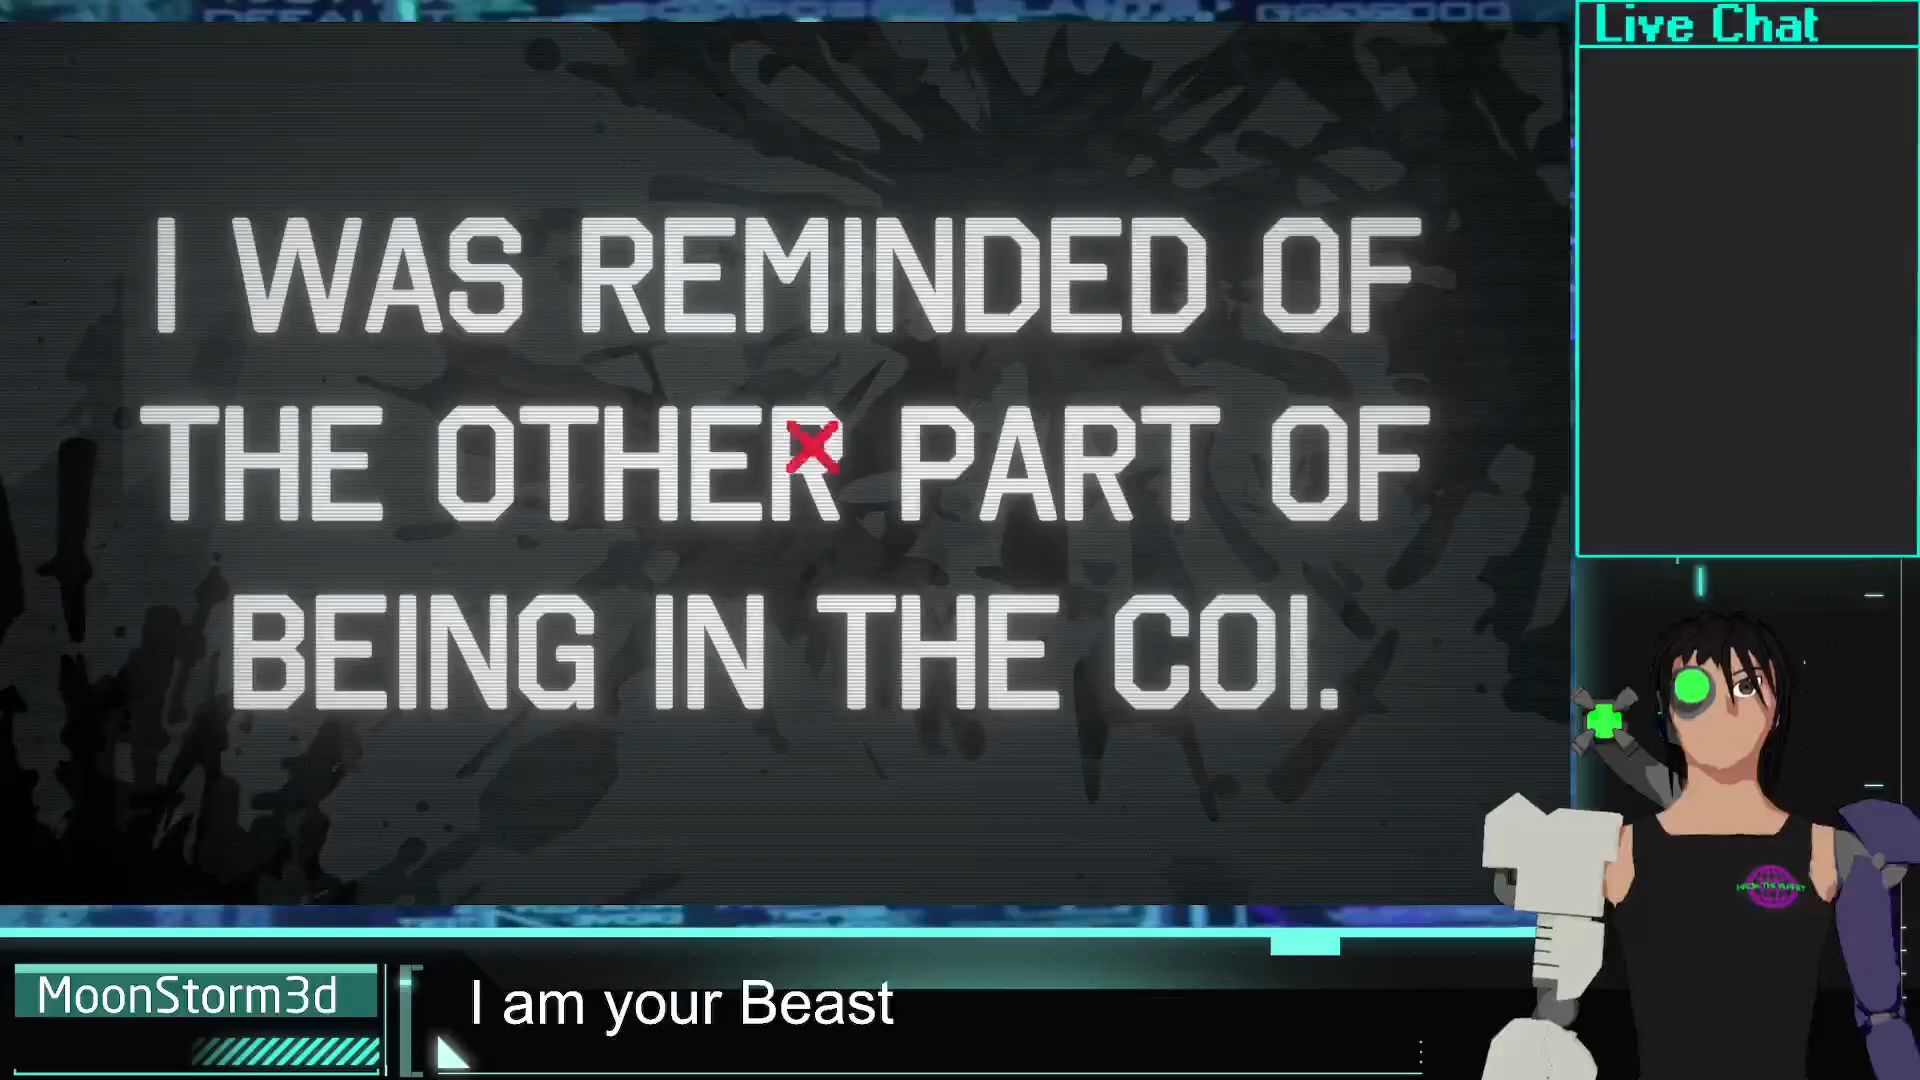 Live Chat
I WAS REMINDED OF
THE OTHER PART OF
BEING IN THE COI.
MoonStorm3d
I am your Beast